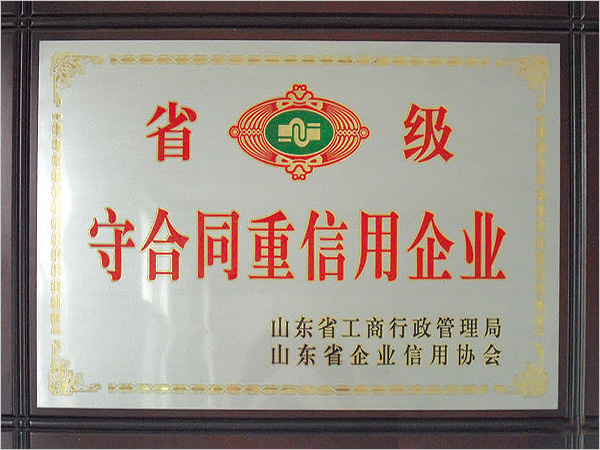 省 级
守合同重信用企业
山东省工商行政管理局
山东省企业信用协会